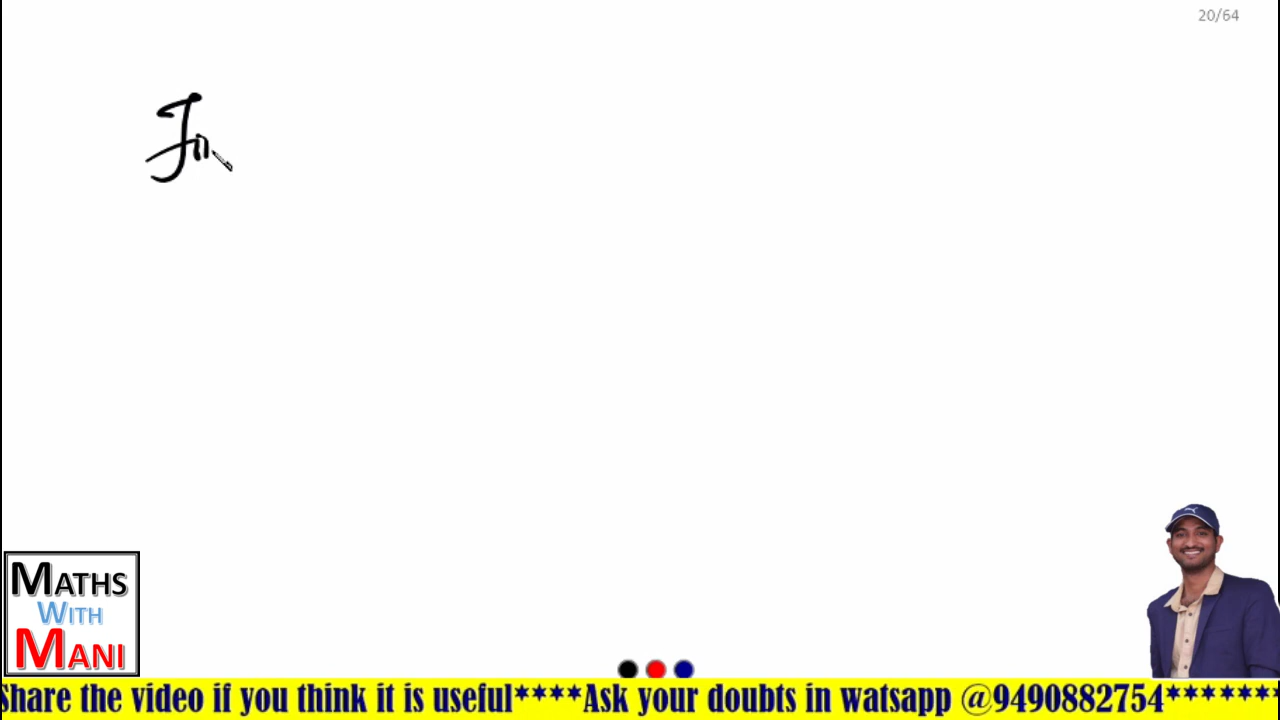 20/64
MATHS
WITH
MANI
Share the video if you think it is useful****Ask your doubts in watsapp @9490882754*******